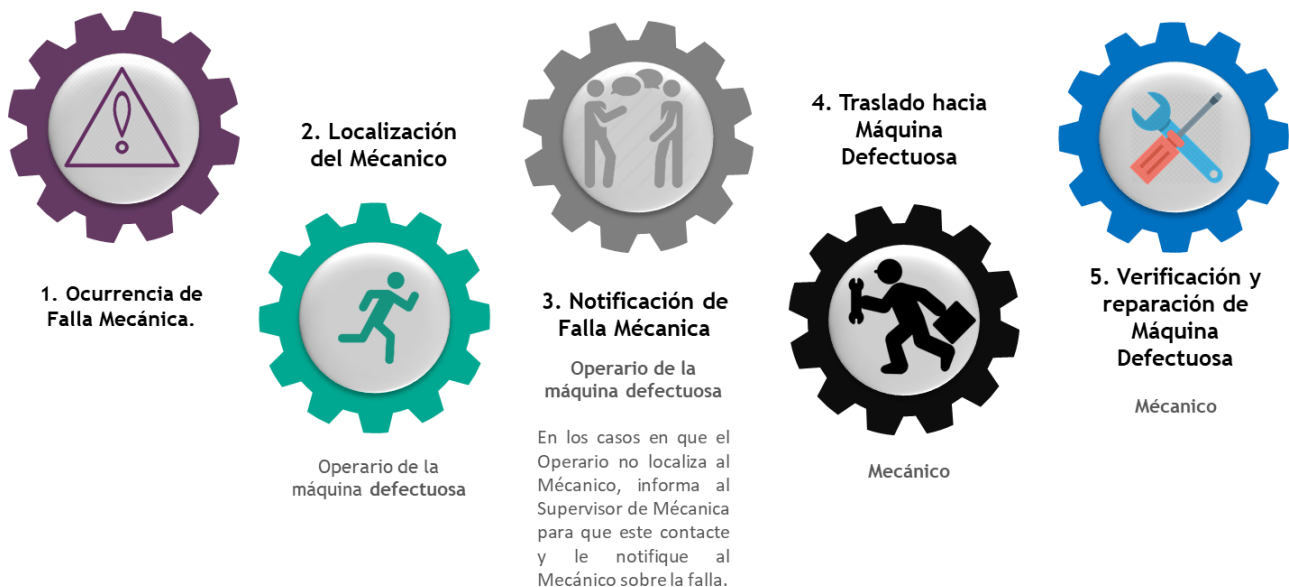 1. Ocurrencia de
Falla Mecánica.
2. Localización
del Mécanico
Operario de la
máquina defectuosa
3. Notificación de
Falla Mécanica
Operario de la
máquina defectuosa
En los casos en que el
Operario no localiza al
Mécanico, informa al
Supervisor de Mécanica
para que este contacte
y le notifique al
Mecánico sobre la falla.
4. Traslado hacia
Máquina
Defectuosa
Mecánico
5. Verificación y
reparación de
Máquina
Defectuosa
Mécanico